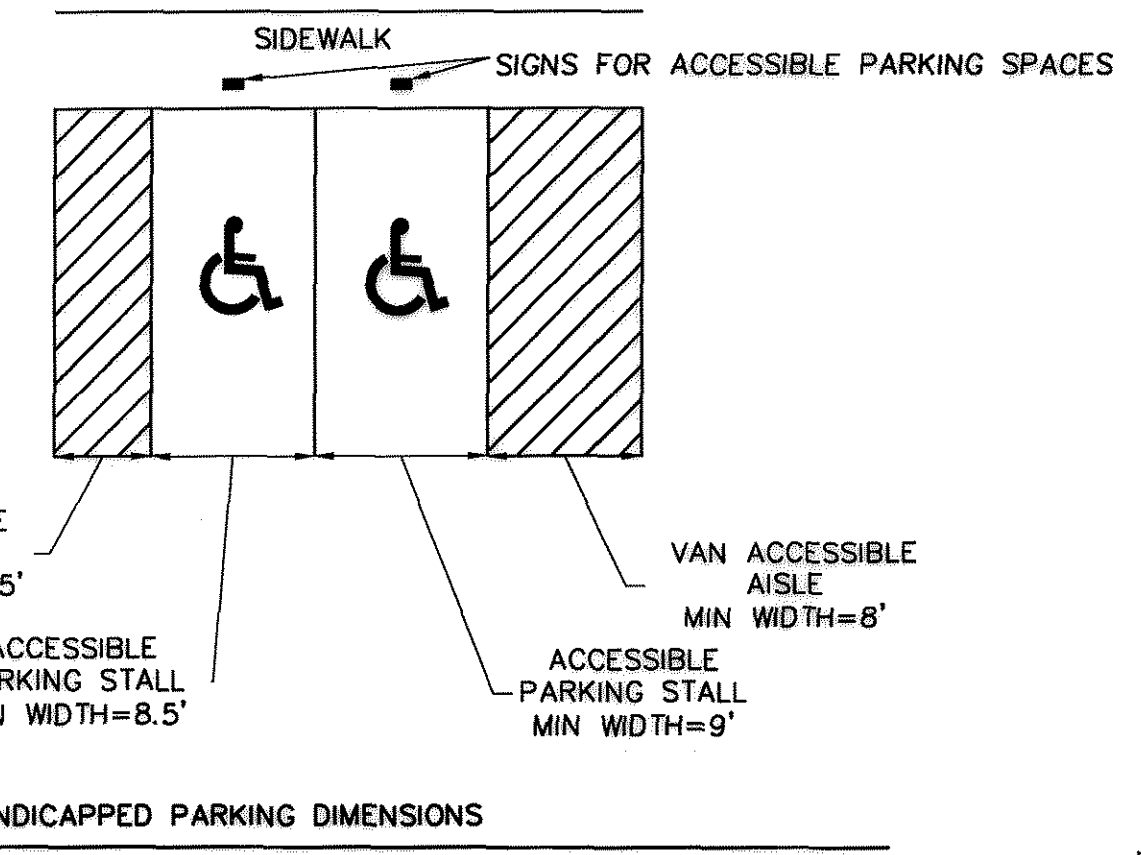 SIDEWALK
SIGNS FOR ACCESSIBLE PARKING SPACES
5'
VAN ACCESSIBLE
AISLE
MIN WIDTH=8'
ACCESSIBLE
RKING STALL
WIDTH=8.5'
ACCESSIBLE
PARKING STALL
MIN WIDTH=9'
NDICAPPED PARKING DIMENSIONS